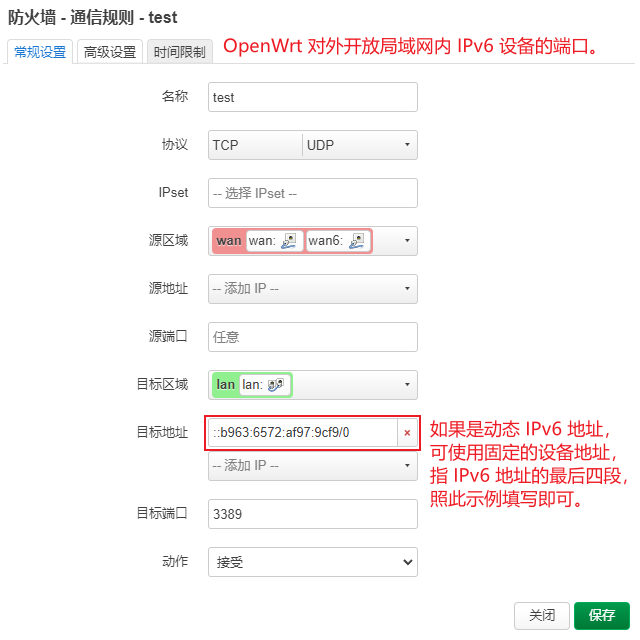 防火墙 - 通信规则 - test
常规设置 高级设置 时间限制
OpenWrt 对外开放局域网内 IPv6 设备的端口。
名称 test
协议 TCP UDP
IPset -- 选择 IPset --
源区域 wan wan: wan6:
源地址 -- 添加 IP --
源端口 任意
目标区域 lan lan:
目标地址 ::b963:6572:af97:9cf9/0 ×
-- 添加 IP --
如果是动态 IPv6 地址，
可使用固定的设备地址，
指 IPv6 地址的最后四段，
照此示例填写即可。
目标端口 3389
动作 接受
关闭 保存